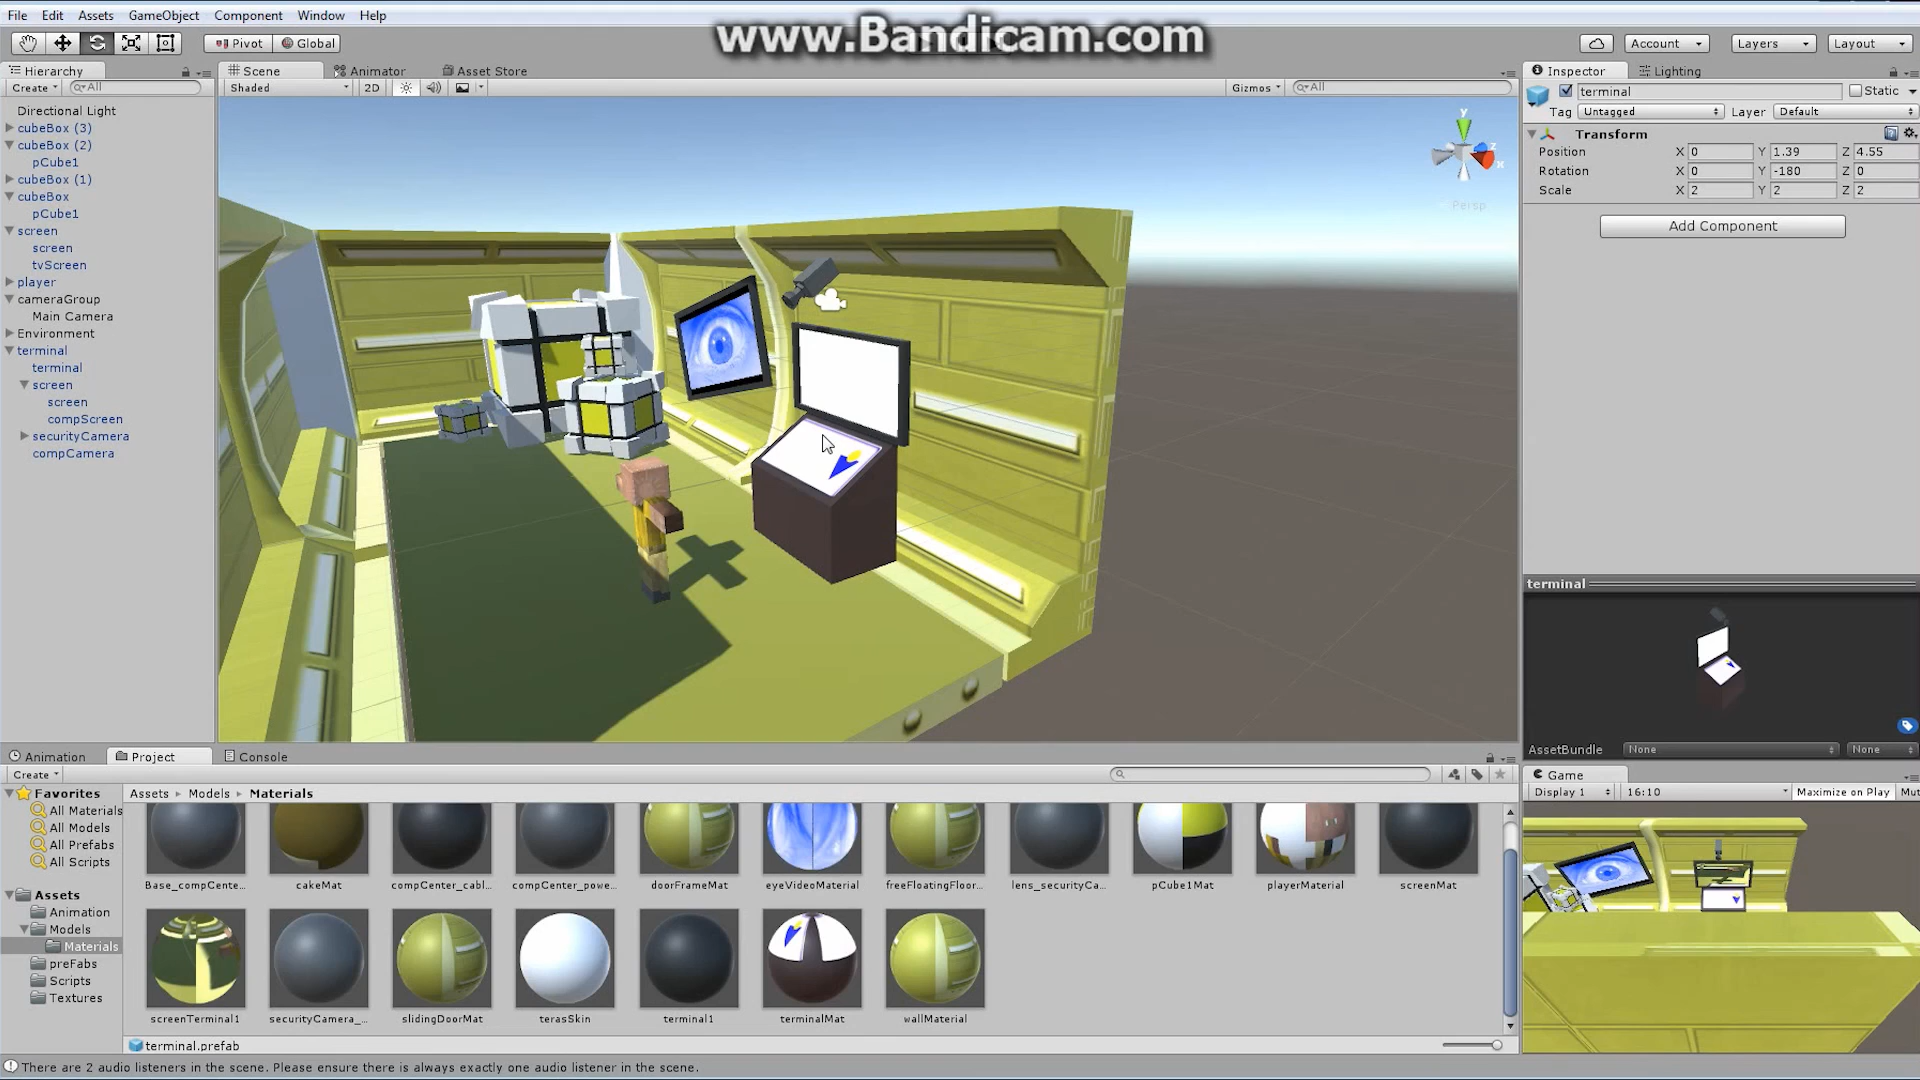 File Edit Assets GameObject Component Window Help
www.Bandicam.com
Pivot Global Account Layers Layout
Hierarchy
Create All
Directional Light
cubeBox (3)
cubeBox (2)
pCube1
cubeBox (1)
cubeBox
pCube1
screen
screen
tvScreen
player
cameraGroup
Main Camera
Environment
terminal
terminal
screen
screen
compScreen
securityCamera
compCamera
Scene Animator Asset Store
Shaded 2D Gizmos All
y
z
x
Persp
Inspector Lighting
terminal Static
Tag Untagged Layer Default
Transform
Position X 0 Y 1.39 Z 4.55
Rotation X 0 Y -180 Z 0
Scale X 2 Y 2 Z 2
Add Component
terminal
AssetBundle None None
Game
Display 1 16:10 Maximize on Play Mut
Animation Project Console
Create
Favorites
All Materials
All Models
All Prefabs
All Scripts
Assets
Animation
Models
Materials
preFabs
Scripts
Textures
Assets Models Materials
Base_compCente... cakeMat compCenter_cabl... compCenter_powe... doorFrameMat eyeVideoMaterial freeFloatingFloor... lens_securityCa... pCube1Mat playerMaterial screenMat
screenTerminal1 securityCamera_... slidingDoorMat terasSkin terminal1 terminalMat wallMaterial
terminal.prefab
There are 2 audio listeners in the scene. Please ensure there is always exactly one audio listener in the scene.